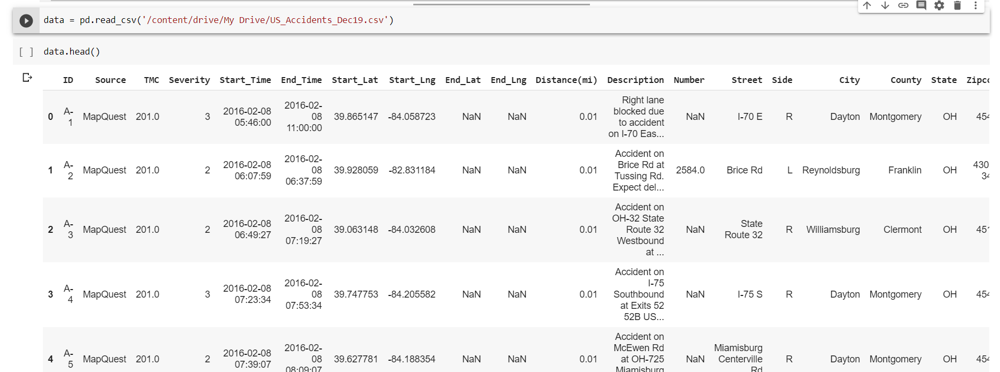 data = pd.read_csv('/content/drive/My Drive/US_Accidents_Dec19.csv')
[ ] data.head()
ID Source TMC Severity Start_Time End_Time Start_Lat Start_Lng End_Lat End_Lng Distance(mi) Description Number Street Side City County State Zipco
0 A-1 MapQuest 201.0 3 2016-02-08 05:46:00 2016-02-08 11:00:00 39.865147 -84.058723 NaN NaN 0.01 Right lane blocked due to accident on I-70 Eas... NaN I-70 E R Dayton Montgomery OH 454
1 A-2 MapQuest 201.0 2 2016-02-08 06:07:59 2016-02-08 06:37:59 39.928059 -82.831184 NaN NaN 0.01 Accident on Brice Rd at Tussing Rd. Expect del... 2584.0 Brice Rd L Reynoldsburg Franklin OH 430 34
2 A-3 MapQuest 201.0 2 2016-02-08 06:49:27 2016-02-08 07:19:27 39.063148 -84.032608 NaN NaN 0.01 Accident on OH-32 State Route 32 Westbound at ... NaN State Route 32 R Williamsburg Clermont OH 451
3 A-4 MapQuest 201.0 3 2016-02-08 07:23:34 2016-02-08 07:53:34 39.747753 -84.205582 NaN NaN 0.01 Accident on I-75 Southbound at Exits 52 52B US... NaN I-75 S R Dayton Montgomery OH 454
4 A-5 MapQuest 201.0 2 2016-02-08 07:39:07 2016-02-08 08:09:07 39.627781 -84.188354 NaN NaN 0.01 Accident on McEwen Rd at OH-725 Miamisburg NaN Miamisburg Centerville Rd R Dayton Montgomery OH 454